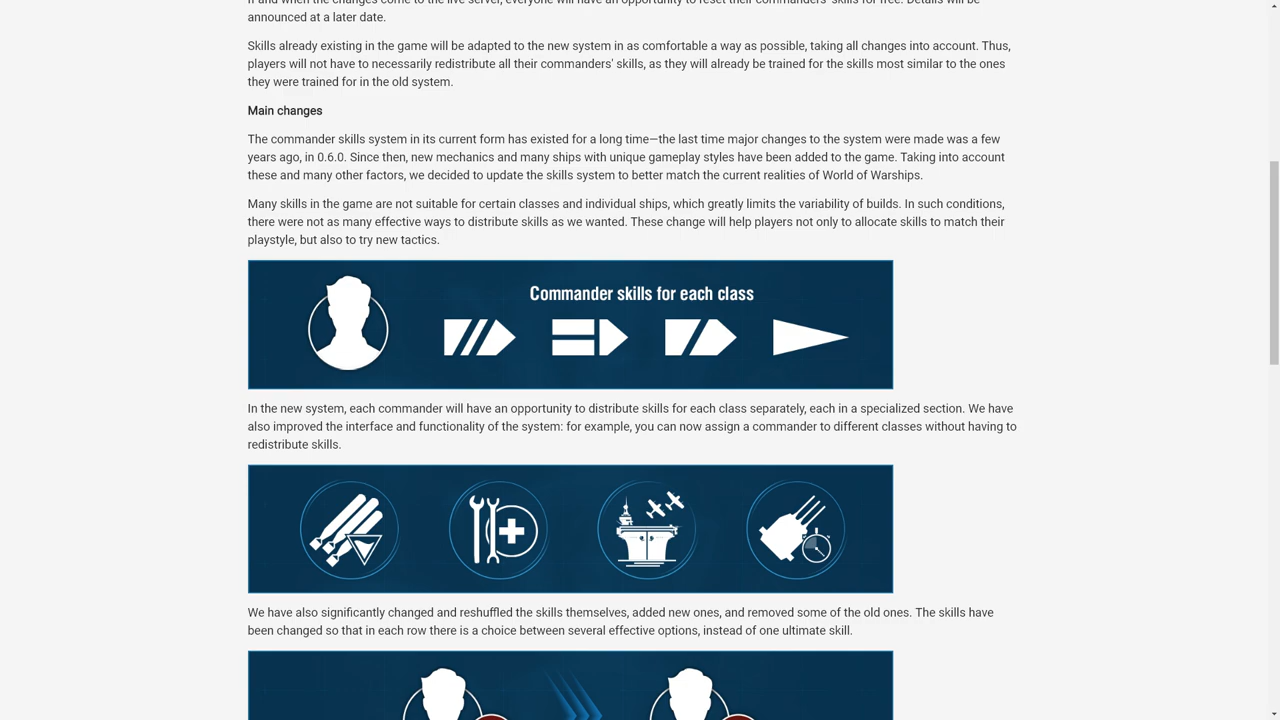 announced at a later date.
Skills already existing in the game will be adapted to the new system in as comfortable a way as possible, taking all changes into account. Thus,
players will not have to necessarily redistribute all their commanders' skills, as they will already be trained for the skills most similar to the ones
they were trained for in the old system.
Main changes
The commander skills system in its current form has existed for a long time—the last time major changes to the system were made was a few
years ago, in 0.6.0. Since then, new mechanics and many ships with unique gameplay styles have been added to the game. Taking into account
these and many other factors, we decided to update the skills system to better match the current realities of World of Warships.
Many skills in the game are not suitable for certain classes and individual ships, which greatly limits the variability of builds. In such conditions,
there were not as many effective ways to distribute skills as we wanted. These change will help players not only to allocate skills to match their
playstyle, but also to try new tactics.
Commander skills for each class
In the new system, each commander will have an opportunity to distribute skills for each class separately, each in a specialized section. We have
also improved the interface and functionality of the system: for example, you can now assign a commander to different classes without having to
redistribute skills.
We have also significantly changed and reshuffled the skills themselves, added new ones, and removed some of the old ones. The skills have
been changed so that in each row there is a choice between several effective options, instead of one ultimate skill.